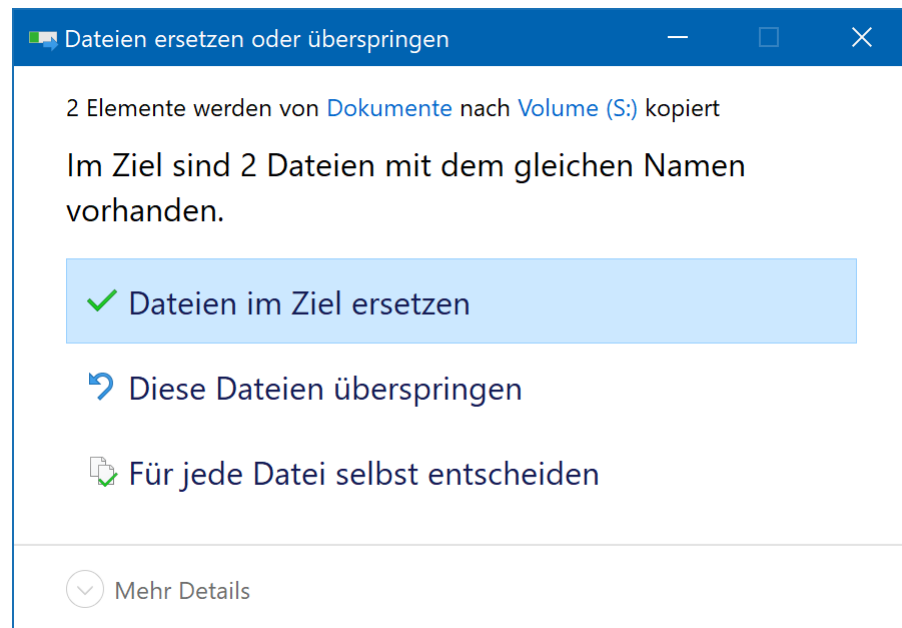 Dateien ersetzen oder überspringen
2 Elemente werden von Dokumente nach Volume (S:) kopiert
Im Ziel sind 2 Dateien mit dem gleichen Namen
vorhanden.
Dateien im Ziel ersetzen
Diese Dateien überspringen
Für jede Datei selbst entscheiden
Mehr Details